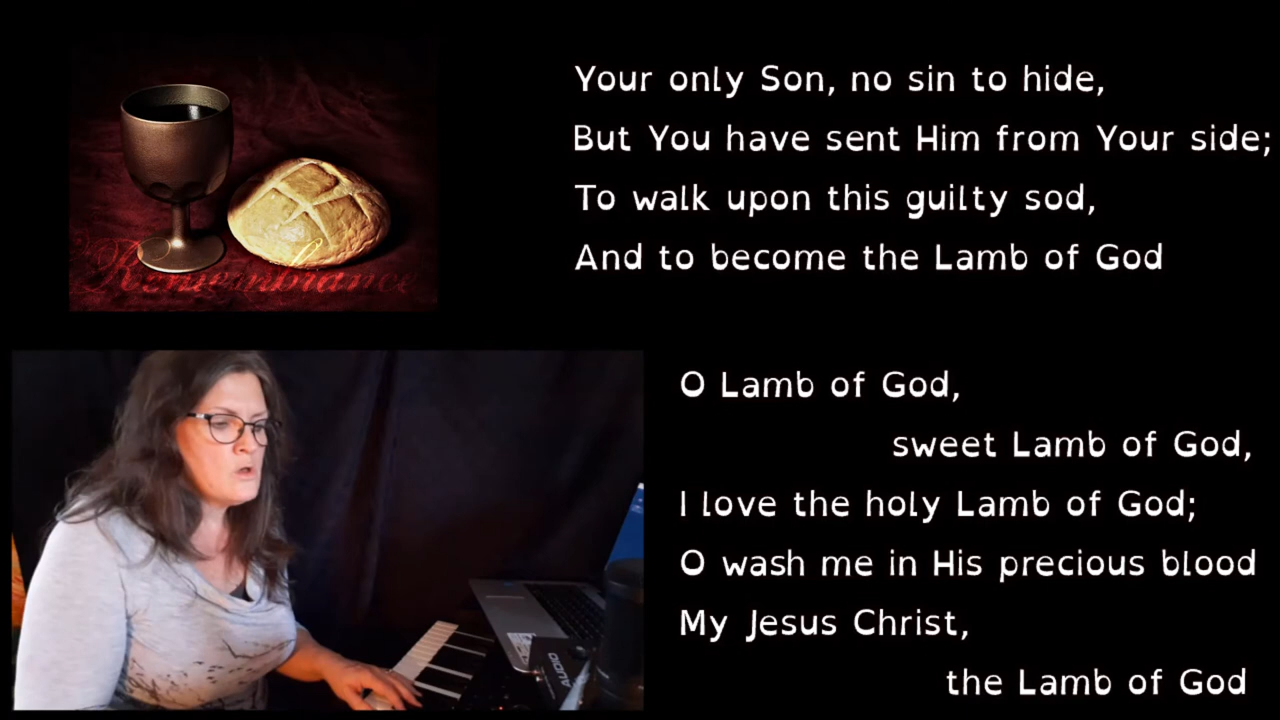 Remembrance
Your only Son, no sin to hide,
But You have sent Him from Your side;
To walk upon this guilty sod,
And to become the Lamb of God
O Lamb of God,
sweet Lamb of God,
I love the holy Lamb of God;
O wash me in His precious blood
My Jesus Christ,
the Lamb of God
AUDIO